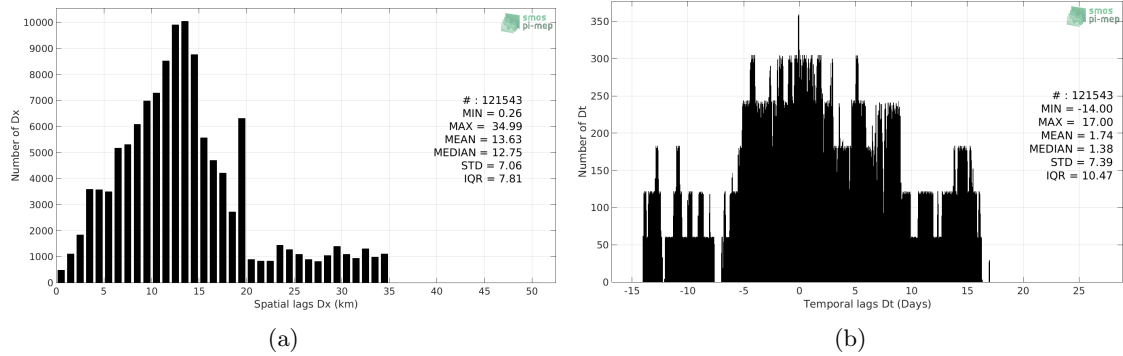 10000
9000
8000
7000
6000
5000
4000
3000
2000
1000
0
Number of Dx
0 5 10 15 20 25 30 35 40 45 50
Spatial lags Dx (km)
smos
pi-mep
# : 121543
MIN = 0.26
MAX = 34.99
MEAN = 13.63
MEDIAN = 12.75
STD = 7.06
IQR = 7.81
(a)
350
300
250
200
150
100
50
0
Number of Dt
-15 -10 -5 0 5 10 15 20 25
Temporal lags Dt (Days)
smos
pi-mep
# : 121543
MIN = -14.00
MAX = 17.00
MEAN = 1.74
MEDIAN = 1.38
STD = 7.39
IQR = 10.47
(b)